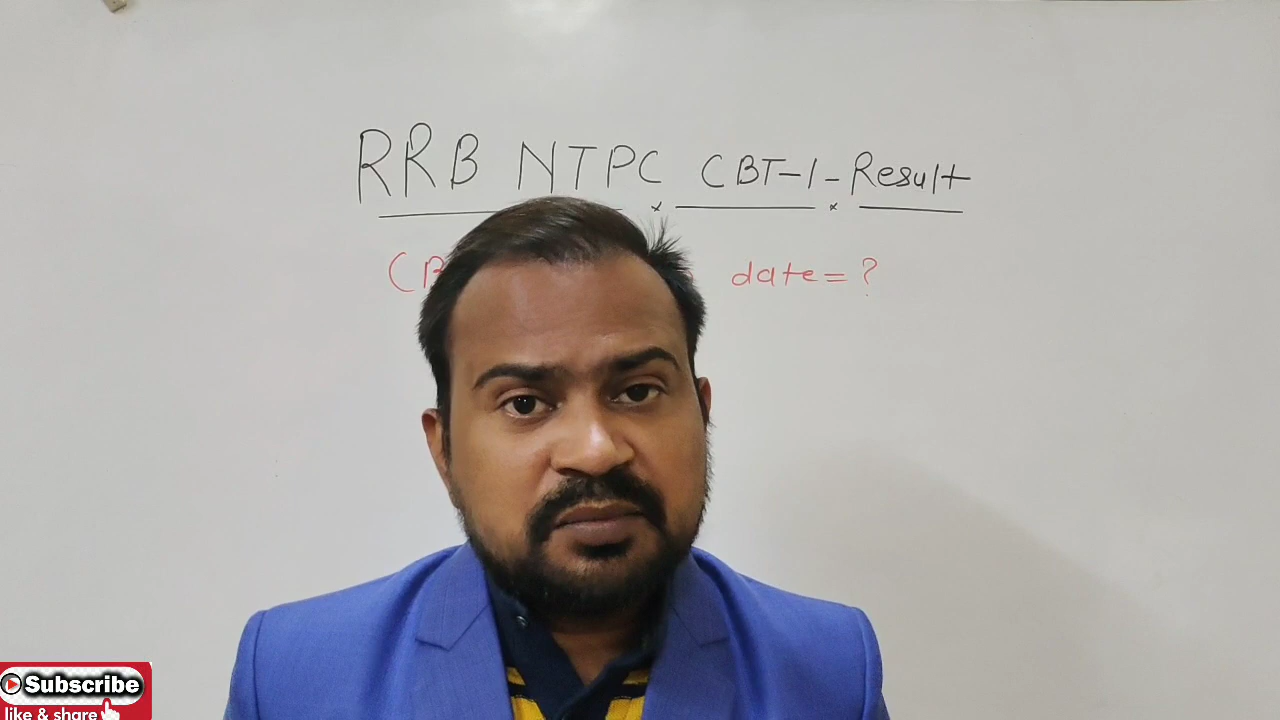 RRB NTPC CBT-1-Result
date = ?
Subscribe
like & share